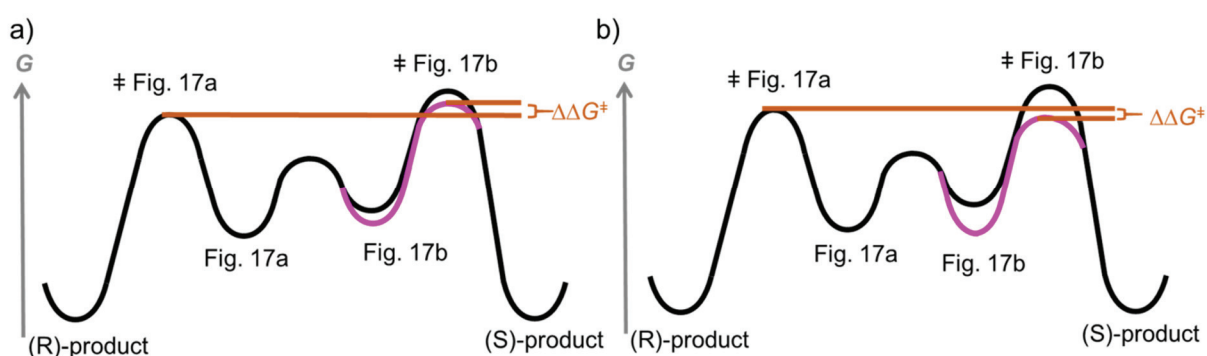 a)
G
‡ Fig. 17a
‡ Fig. 17b
ΔΔG‡
Fig. 17a
Fig. 17b
(R)-product
(S)-product
b)
G
‡ Fig. 17a
‡ Fig. 17b
ΔΔG‡
Fig. 17a
Fig. 17b
(R)-product
(S)-product